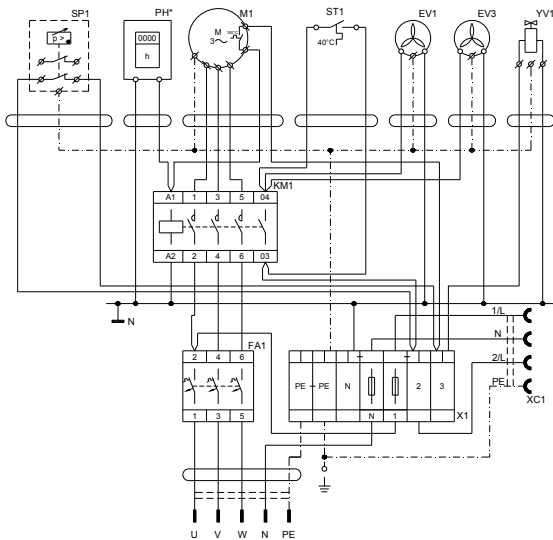 SP1 PH* M1 ST1 EV1 EV3 YV1
p >
0000
h
M
3
40°C
KM1
A1 1 3 5 04
A2 2 4 6 03
N
1/L
N
2/L
PE
XC1
FA1
2 4 6
1 3 5
PE PE N 2 3
N 1
X1
U V W N PE